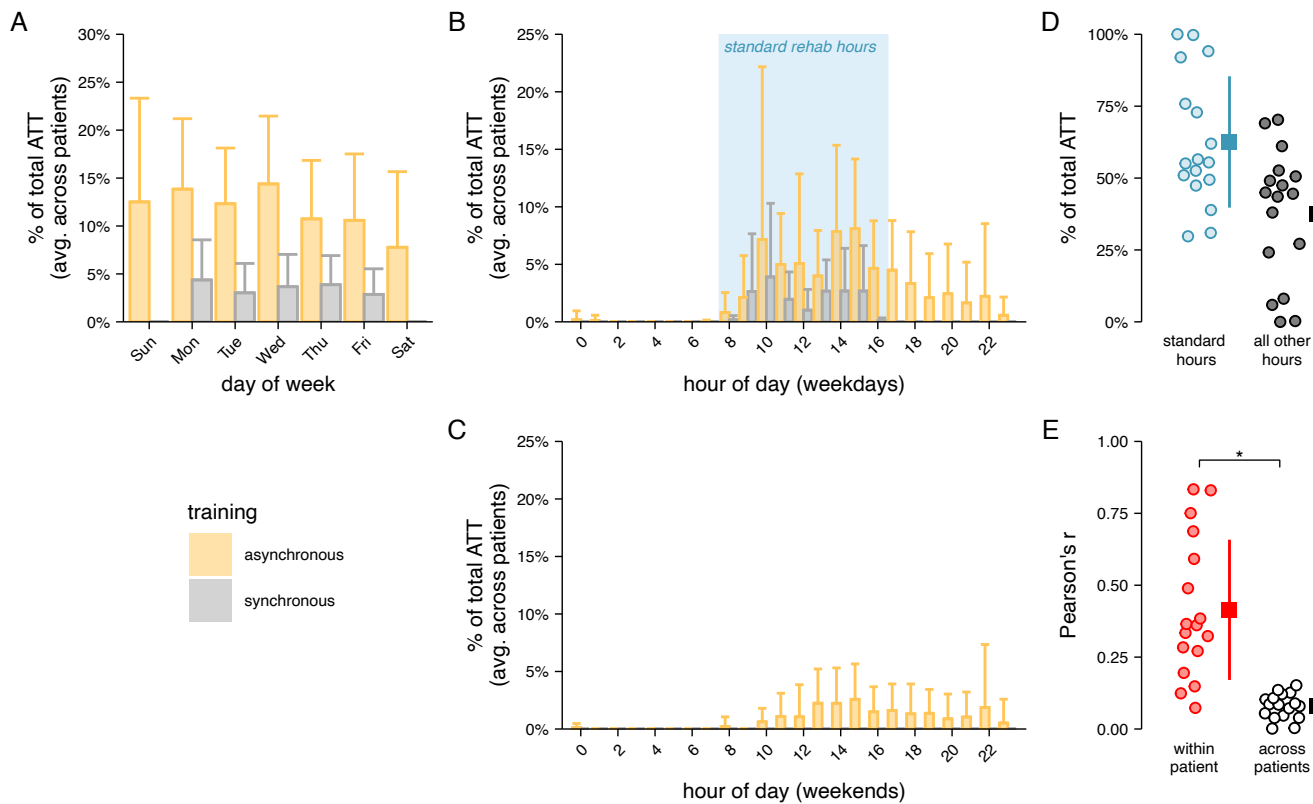 A
30%
25%
20%
15%
10%
5%
0%
% of total ATT
(avg. across patients)
Sun
Mon
Tue
Wed
Thu
Fri
Sat
day of week
B
25%
20%
15%
10%
5%
0%
% of total ATT
(avg. across patients)
standard rehab hours
0
2
4
6
8
10
12
14
16
18
20
22
hour of day (weekdays)
D
100%
75%
50%
25%
0%
% of total ATT
standard
hours
all other
hours
training
asynchronous
synchronous
C
25%
20%
15%
10%
5%
0%
% of total ATT
(avg. across patients)
0
2
4
6
8
10
12
14
16
18
20
22
hour of day (weekends)
E
1.00
0.75
0.50
0.25
0.00
Pearson's r
*
within
patient
across
patients